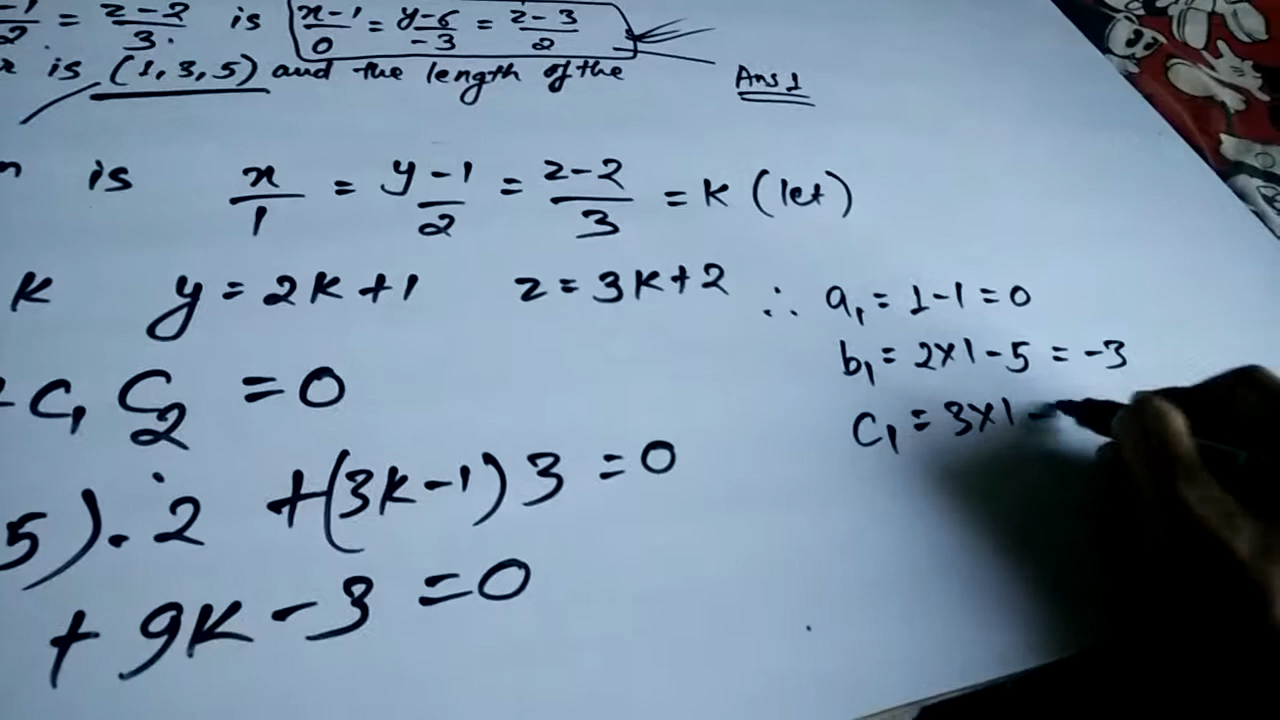 -1/2 = z-2/3 is x-1/0 = y-6/-3 = z-3/2
is (1,3,5) and the length of the
Ans 1
is x/1 = y-1/2 = z-2/3 = k (let)
k y = 2k+1 z = 3k+2 ∴ a₁ = 1-1 = 0
b₁ = 2×1-5 = -3
c₁ = 3×1-
c₁ c₂ = 0
5).2 +(3k-1)3 = 0
+ 9k - 3 = 0